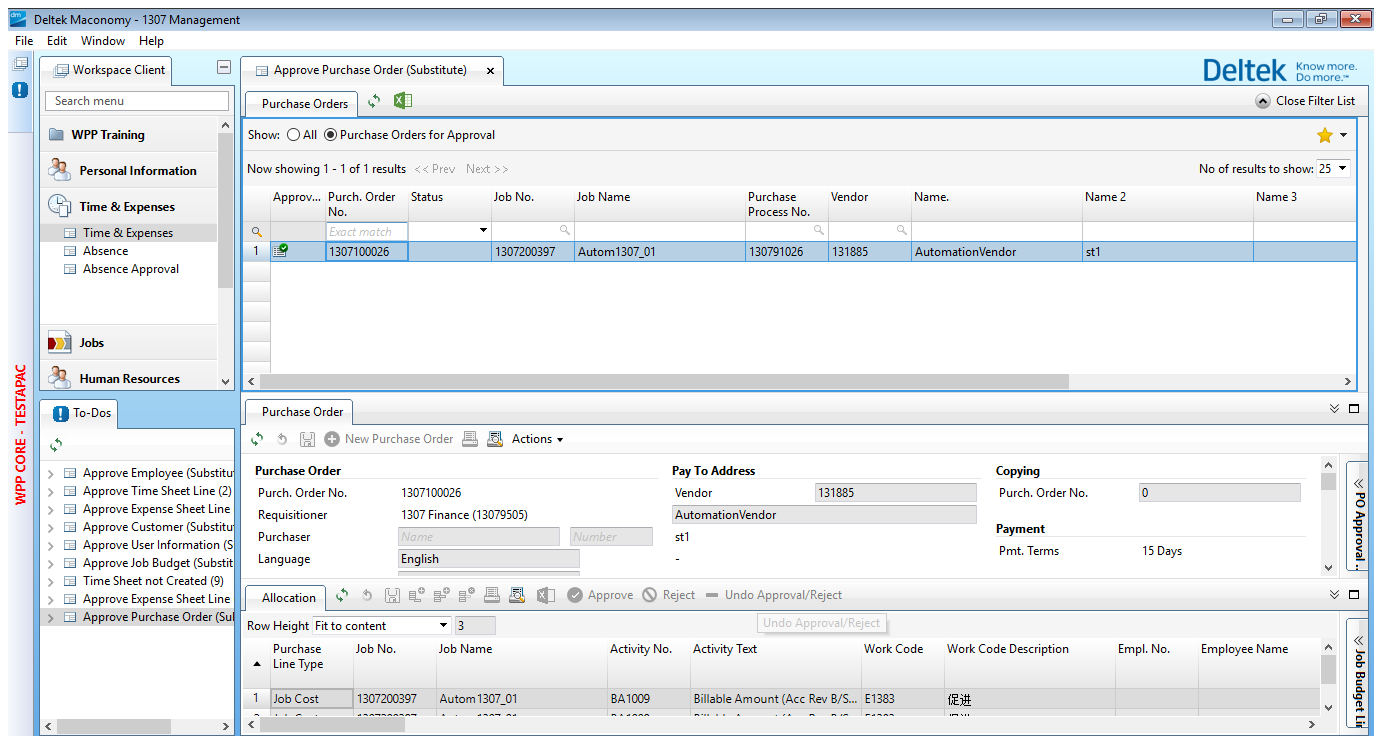 Deltek Maconomy - 1307 Management
File Edit Window Help
Workspace Client
Search menu
WPP Training
Personal Information
Time & Expenses
Time & Expenses
Absence
Absence Approval
Jobs
Human Resources
WPP CORE - TESTAPAC
To-Dos
Approve Employee (Substitu
Approve Time Sheet Line (2)
Approve Expense Sheet Line
Approve Customer (Substitu
Approve User Information (S
Approve Job Budget (Substit
Time Sheet not Created (9)
Approve Expense Sheet Line
Approve Purchase Order (Sul
Approve Purchase Order (Substitute) x
Deltek Know more.
Do more.™
Purchase Orders
Close Filter List
Show: All Purchase Orders for Approval
Now showing 1 - 1 of 1 results << Prev Next >> No of results to show: 25
Approv... Purch. Order No. Status Job No. Job Name Purchase Process No. Vendor Name. Name 2 Name 3
Exact match
1 1307100026 1307200397 Autom1307_01 130791026 131885 AutomationVendor st1
Purchase Order
New Purchase Order Actions
Purchase Order Pay To Address Copying
Purch. Order No. 1307100026 Vendor 131885 Purch. Order No. 0
Requisitioner 1307 Finance (13079505) AutomationVendor
Payment
Purchaser Name Number st1
Pmt. Terms 15 Days
Language English -
PO Approval ..
Allocation Approve Reject Undo Approval/Reject
Row Height Fit to content 3
Undo Approval/Reject
Purchase Line Type Job No. Job Name Activity No. Activity Text Work Code Work Code Description Empl. No. Employee Name
1 Job Cost 1307200397 Autom1307_01 BA1009 Billable Amount (Acc Rev B/S... E1383 促进
Job Budget Li